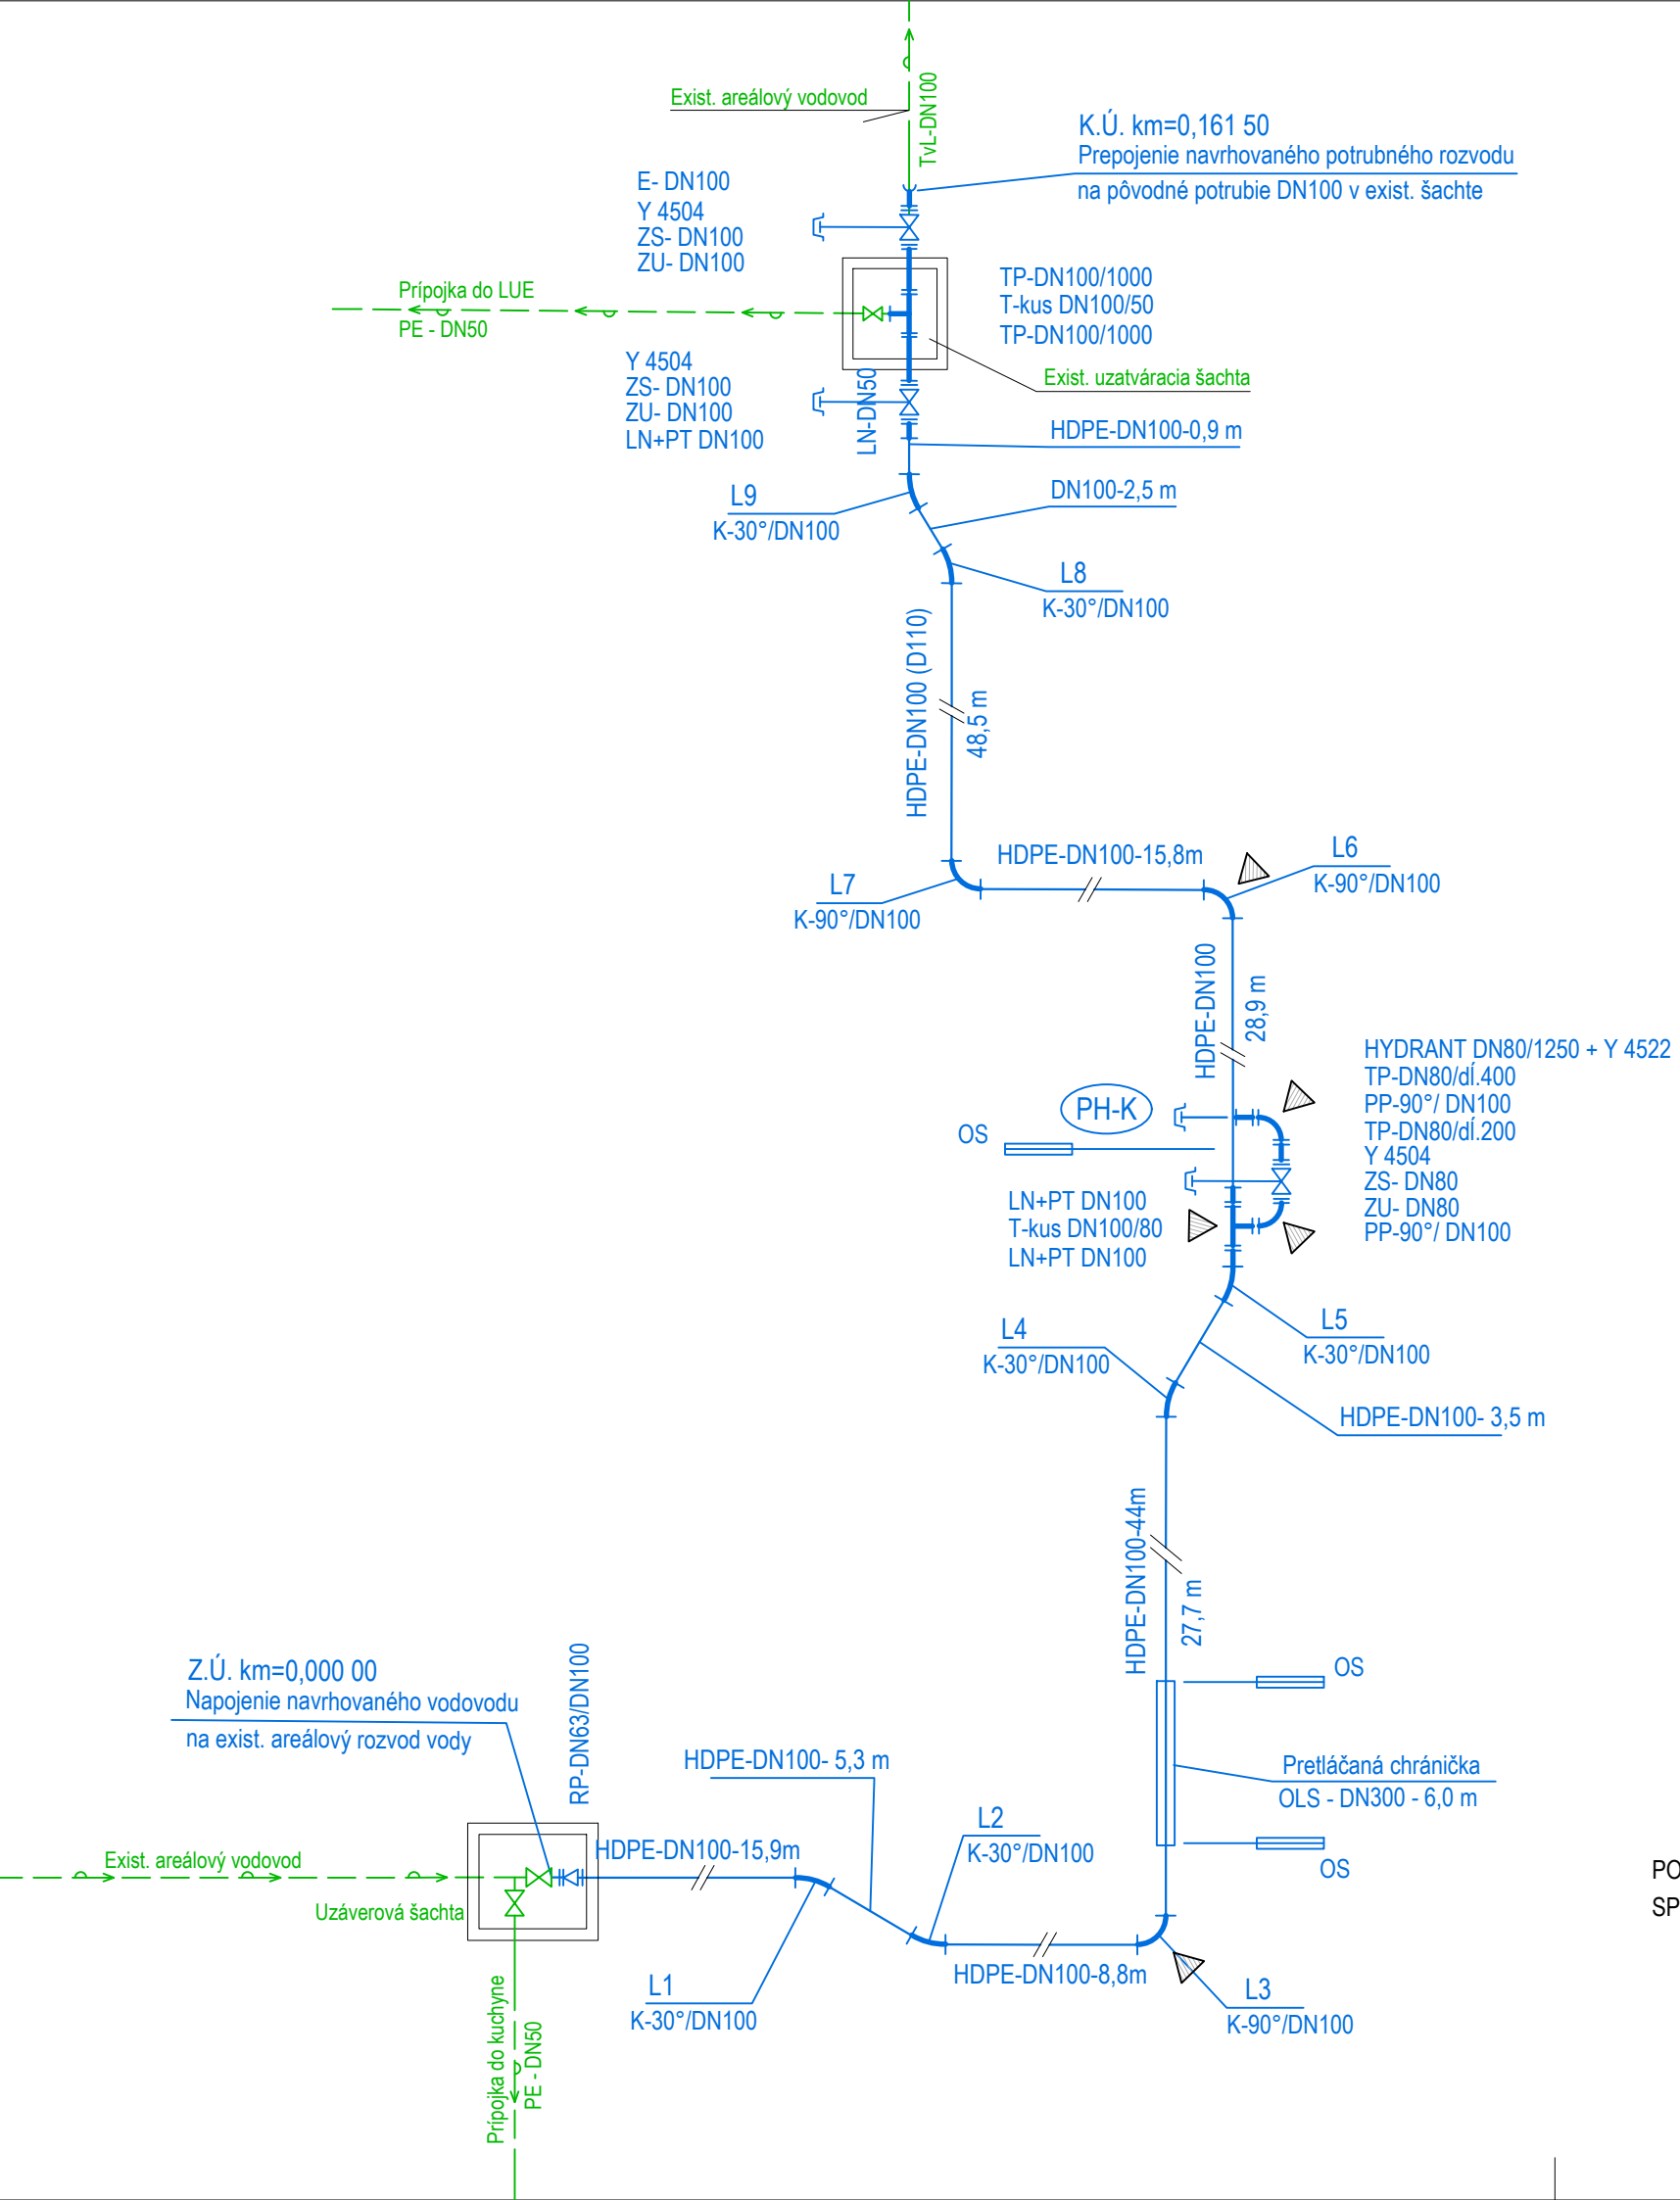 Exist. areálový vodovod
TvL-DN100
K.Ú. km=0,161 50
Prepojenie navrhovaného potrubného rozvodu
na pôvodné potrubie DN100 v exist. šachte
E- DN100
Y 4504
ZS- DN100
ZU- DN100
TP-DN100/1000
T-kus DN100/50
TP-DN100/1000
Prípojka do LUE
PE - DN50
Exist. uzatváracia šachta
Y 4504
ZS- DN100
ZU- DN100
LN+PT DN100
LN-DN50
HDPE-DN100-0,9 m
L9
K-30°/DN100
DN100-2,5 m
L8
K-30°/DN100
HDPE-DN100 (D110)
48,5 m
HDPE-DN100-15,8m
L7
K-90°/DN100
L6
K-90°/DN100
HDPE-DN100
28,9 m
HYDRANT DN80/1250 + Y 4522
TP-DN80/dĺ.400
PP-90°/ DN100
TP-DN80/dĺ.200
Y 4504
ZS- DN80
ZU- DN80
PP-90°/ DN100
PH-K
OS
LN+PT DN100
T-kus DN100/80
LN+PT DN100
L4
K-30°/DN100
L5
K-30°/DN100
HDPE-DN100- 3,5 m
HDPE-DN100-44m
27,7 m
OS
Pretláčaná chránička
OLS - DN300 - 6,0 m
OS
Z.Ú. km=0,000 00
Napojenie navrhovaného vodovodu
na exist. areálový rozvod vody
RP-DN63/DN100
HDPE-DN100- 5,3 m
Exist. areálový vodovod
HDPE-DN100-15,9m
L2
K-30°/DN100
Uzáverová šachta
HDPE-DN100-8,8m
L1
K-30°/DN100
L3
K-90°/DN100
Prípojka do kuchyne
PE - DN50
PO
SP